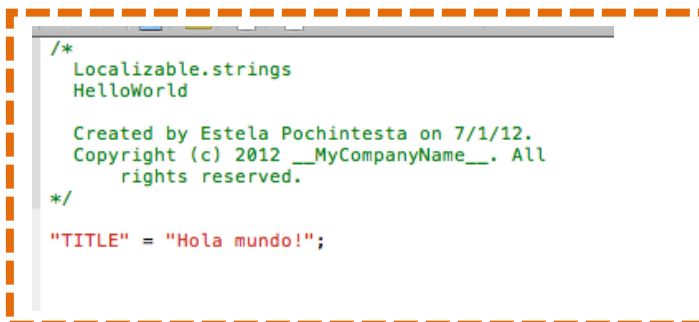 /*
Localizable.strings
HelloWorld
Created by Estela Pochintesta on 7/1/12.
Copyright (c) 2012 __MyCompanyName__. All
rights reserved.
*/
"TITLE" = "Hola mundo!";